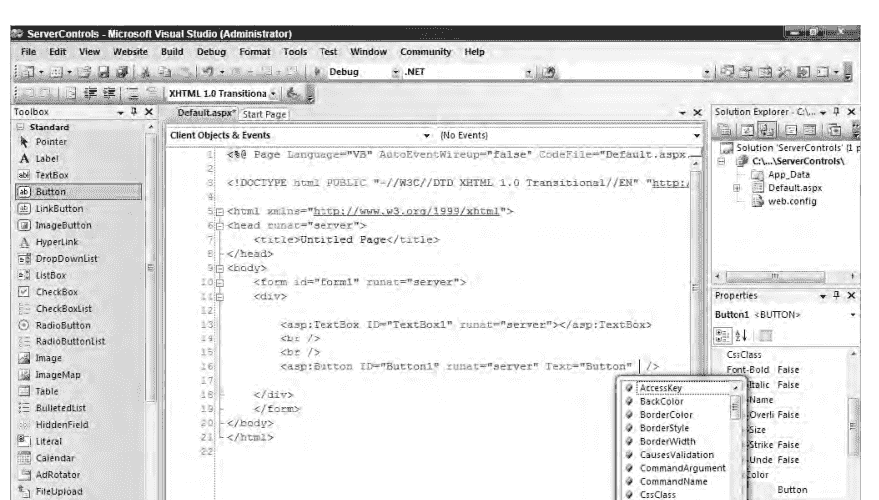 ServerControls - Microsoft Visual Studio (Administrator)
File Edit View Website Build Debug Format Tools Test Window Community Help
Debug .NET
XHTML 1.0 Transitiona
Toolbox
Standard
Pointer
A Label
abl TextBox
ab Button
LinkButton
ImageButton
HyperLink
DropDownList
ListBox
CheckBox
CheckBoxList
RadioButton
RadioButtonList
Image
ImageMap
Table
BulletedList
HiddenField
Literal
Calendar
AdRotator
FileUpload
Default.aspx* Start Page
Client Objects & Events (No Events)
1 <%@ Page Language="VB" AutoEventWireup="false" CodeFile="Default.aspx.
2
3 <!DOCTYPE html PUBLIC "-//W3C//DTD XHTML 1.0 Transitional//EN" "http:/
4
5 <html xmlns="http://www.w3.org/1999/xhtml">
6 <head runat="server">
7 <title>Untitled Page</title>
8 </head>
9 <body>
10 <form id="form1" runat="server">
11 <div>
12
13 <asp:TextBox ID="TextBox1" runat="server"></asp:TextBox>
14 <br />
15 <br />
16 <asp:Button ID="Button1" runat="server" Text="Button" />
17
18 </div>
19 </form>
20 </body>
21 </html>
22
AccessKey
BackColor
BorderColor
BorderStyle
BorderWidth
CausesValidation
CommandArgument
CommandName
CssClass
Solution Explorer - C:\...
Solution 'ServerControls' (1 p
C:\...\ServerControls\
App_Data
Default.aspx
web.config
Properties
Button1 <BUTTON>
CssClass
Font-Bold False
Italic False
Name
Overli False
Size
Strike False
Unde False
Color
Button